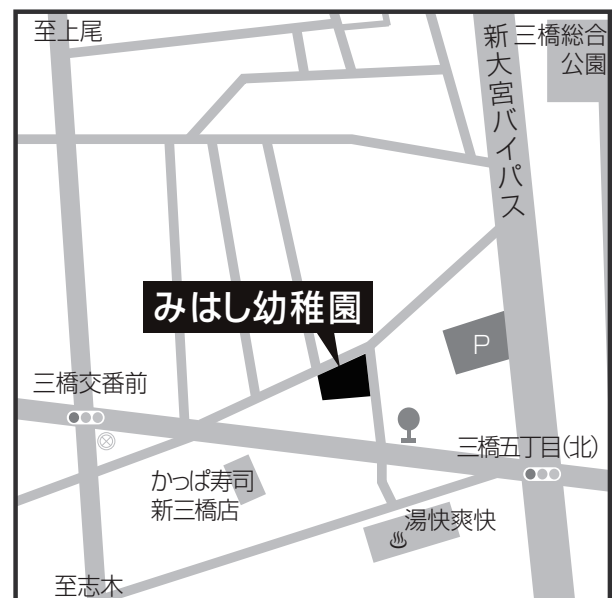 至上尾
新大宮バイパス
三橋総合
公園
みはし幼稚園
P
三橋交番前
三橋五丁目(北)
かっぱ寿司
新三橋店
湯快爽快
至志木